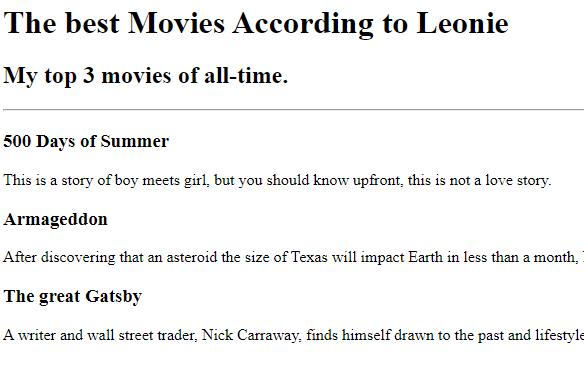 The best Movies According to Leonie
My top 3 movies of all-time.
500 Days of Summer
This is a story of boy meets girl, but you should know upfront, this is not a love story.
Armageddon
After discovering that an asteroid the size of Texas will impact Earth in less than a month,
The great Gatsby
A writer and wall street trader, Nick Carraway, finds himself drawn to the past and lifestyle